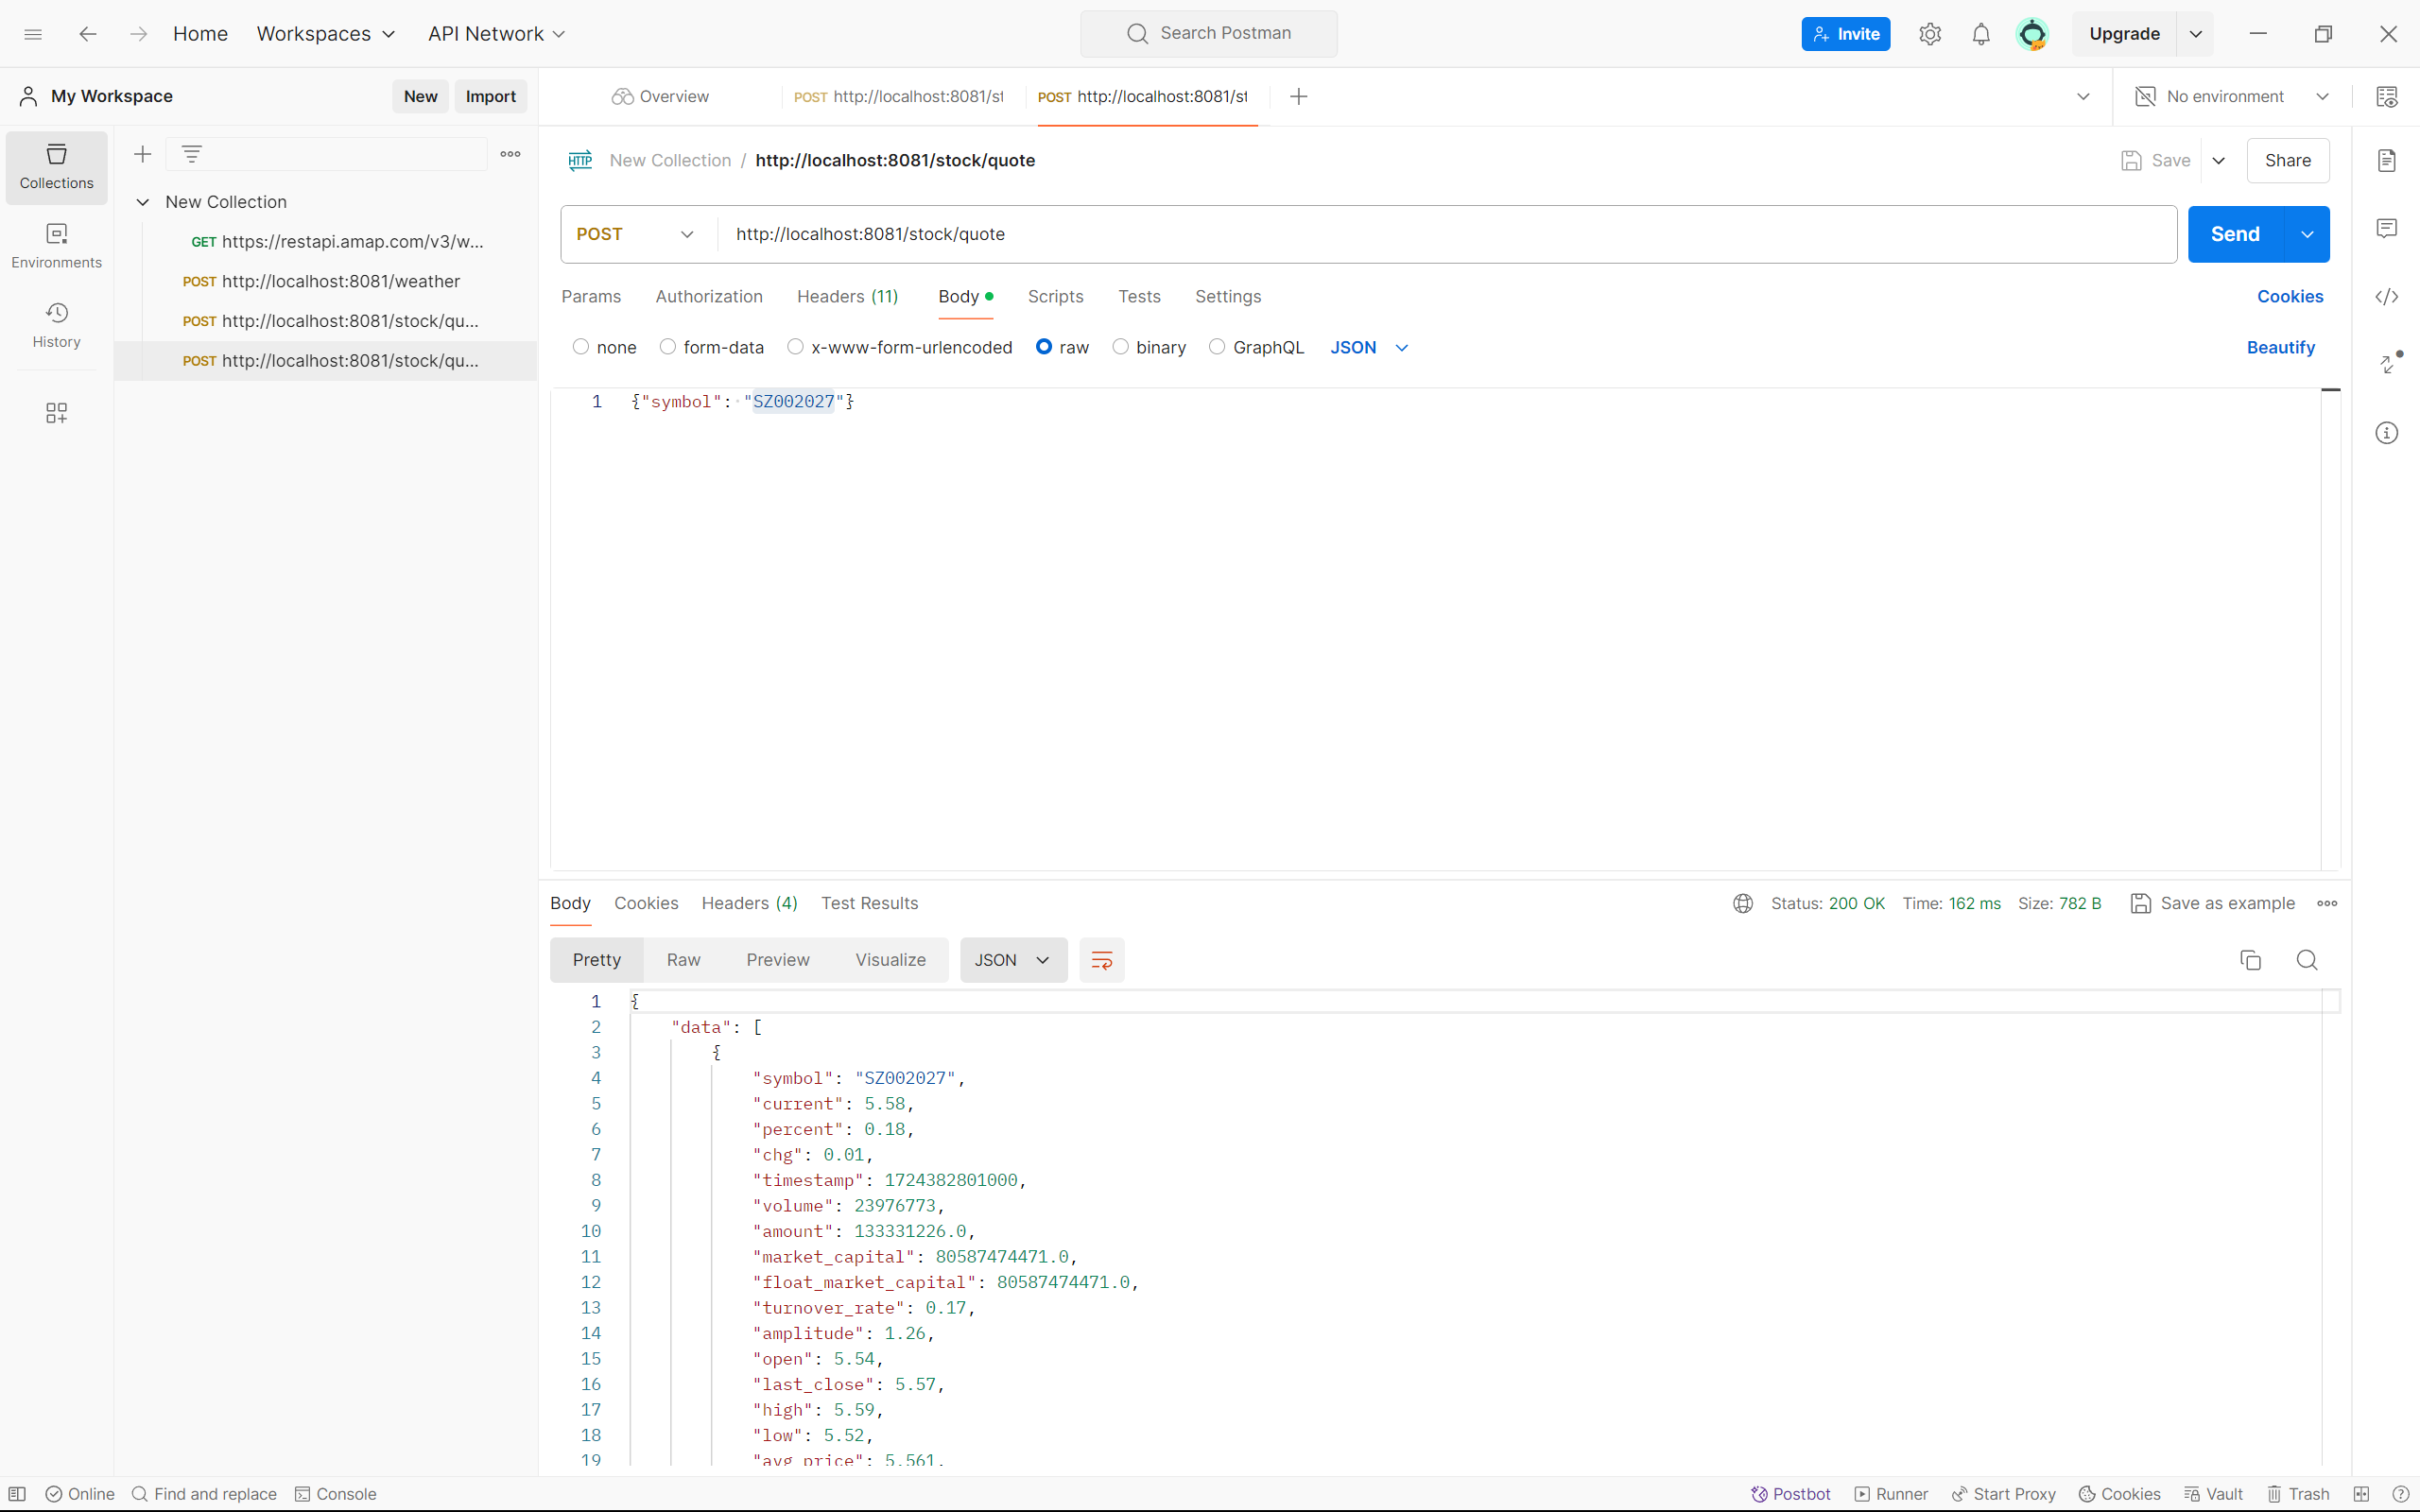 Home Workspaces API Network Search Postman Invite Upgrade
My Workspace New Import Overview POST http://localhost:8081/st POST http://localhost:8081/st No environment
Collections
Environments
History
New Collection
GET https://restapi.amap.com/v3/w...
POST http://localhost:8081/weather
POST http://localhost:8081/stock/qu...
POST http://localhost:8081/stock/qu...
HTTP New Collection / http://localhost:8081/stock/quote Save Share
POST http://localhost:8081/stock/quote Send
Params Authorization Headers (11) Body Scripts Tests Settings Cookies
none form-data x-www-form-urlencoded raw binary GraphQL JSON Beautify
1 {"symbol": "SZ002027"}
Body Cookies Headers (4) Test Results Status: 200 OK Time: 162 ms Size: 782 B Save as example
Pretty Raw Preview Visualize JSON
1 {
2 "data": [
3 {
4 "symbol": "SZ002027",
5 "current": 5.58,
6 "percent": 0.18,
7 "chg": 0.01,
8 "timestamp": 1724382801000,
9 "volume": 23976773,
10 "amount": 133331226.0,
11 "market_capital": 80587474471.0,
12 "float_market_capital": 80587474471.0,
13 "turnover_rate": 0.17,
14 "amplitude": 1.26,
15 "open": 5.54,
16 "last_close": 5.57,
17 "high": 5.59,
18 "low": 5.52,
19 "avg_price": 5.561,
Online Find and replace Console Postbot Runner Start Proxy Cookies Vault Trash